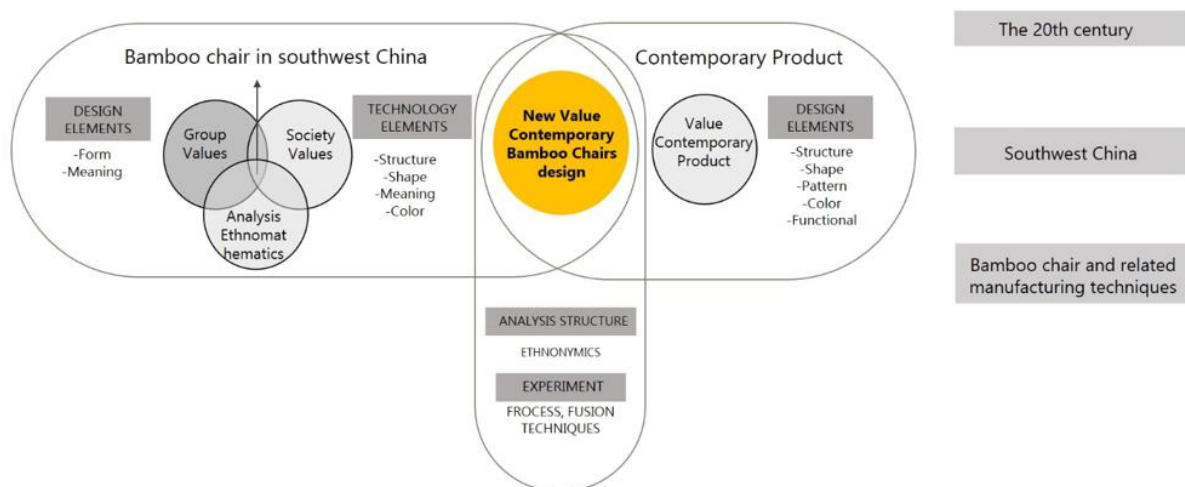 Bamboo chair in southwest China
DESIGN
ELEMENTS
-Form
-Meaning
Group
Values
Society
Values
Analysis
Ethnomat
hematics
TECHNOLOGY
ELEMENTS
-Structure
-Shape
-Meaning
-Color
New Value
Contemporary
Bamboo Chairs
design
Contemporary Product
Value
Contemporary
Product
DESIGN
ELEMENTS
-Structure
-Shape
-Pattern
-Color
-Functional
ANALYSIS STRUCTURE
ETHNONYMICS
EXPERIMENT
FROCESS, FUSION
TECHNIQUES
The 20th century
Southwest China
Bamboo chair and related
manufacturing techniques